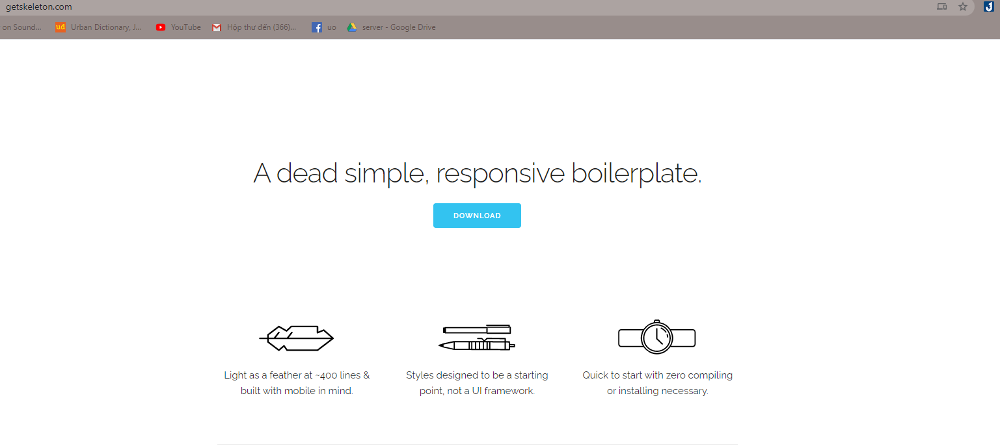 getskeleton.com
on Sound...
ud
Urban Dictionary, J...
YouTube
Hộp thư đến (366)...
uo
server - Google Drive
A dead simple, responsive boilerplate.
DOWNLOAD
Light as a feather at ~400 lines &
built with mobile in mind.
Styles designed to be a starting
point, not a UI framework.
Quick to start with zero compiling
or installing necessary.